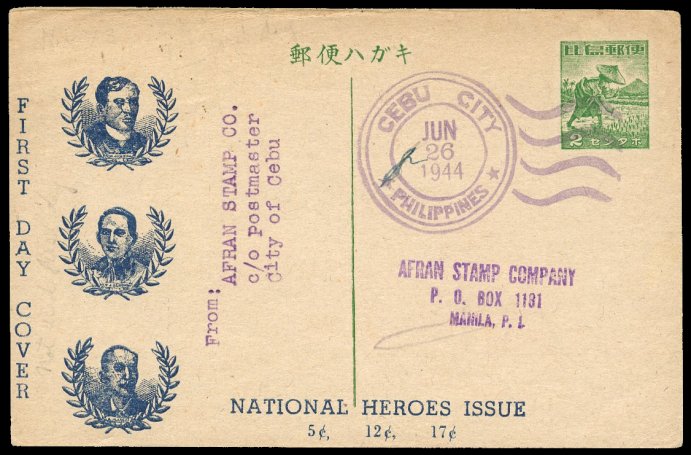 郵便ハガキ
比島郵便
2 センタボ
CEBU CITY
JUN
26
1944
PHILIPPINES
FIRST DAY COVER
From: AFRAN STAMP CO.
c/o Postmaster
City of Cebu
AFRAN STAMP COMPANY
P. O. BOX 1181
MANILA, P. I.
NATIONAL HEROES ISSUE
5¢, 12¢, 17¢